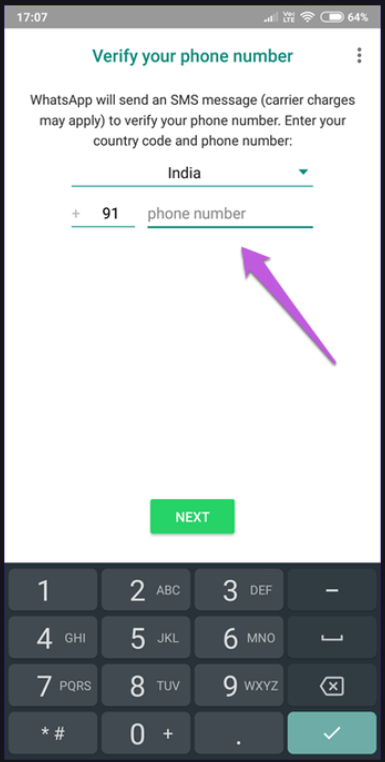 17:07 Vo) LTE 64%
Verify your phone number
WhatsApp will send an SMS message (carrier charges
may apply) to verify your phone number. Enter your
country code and phone number:
India
+ 91 phone number
NEXT
1 2 ABC 3 DEF –
4 GHI 5 JKL 6 MNO
7 PQRS 8 TUV 9 WXYZ
* # 0 + .